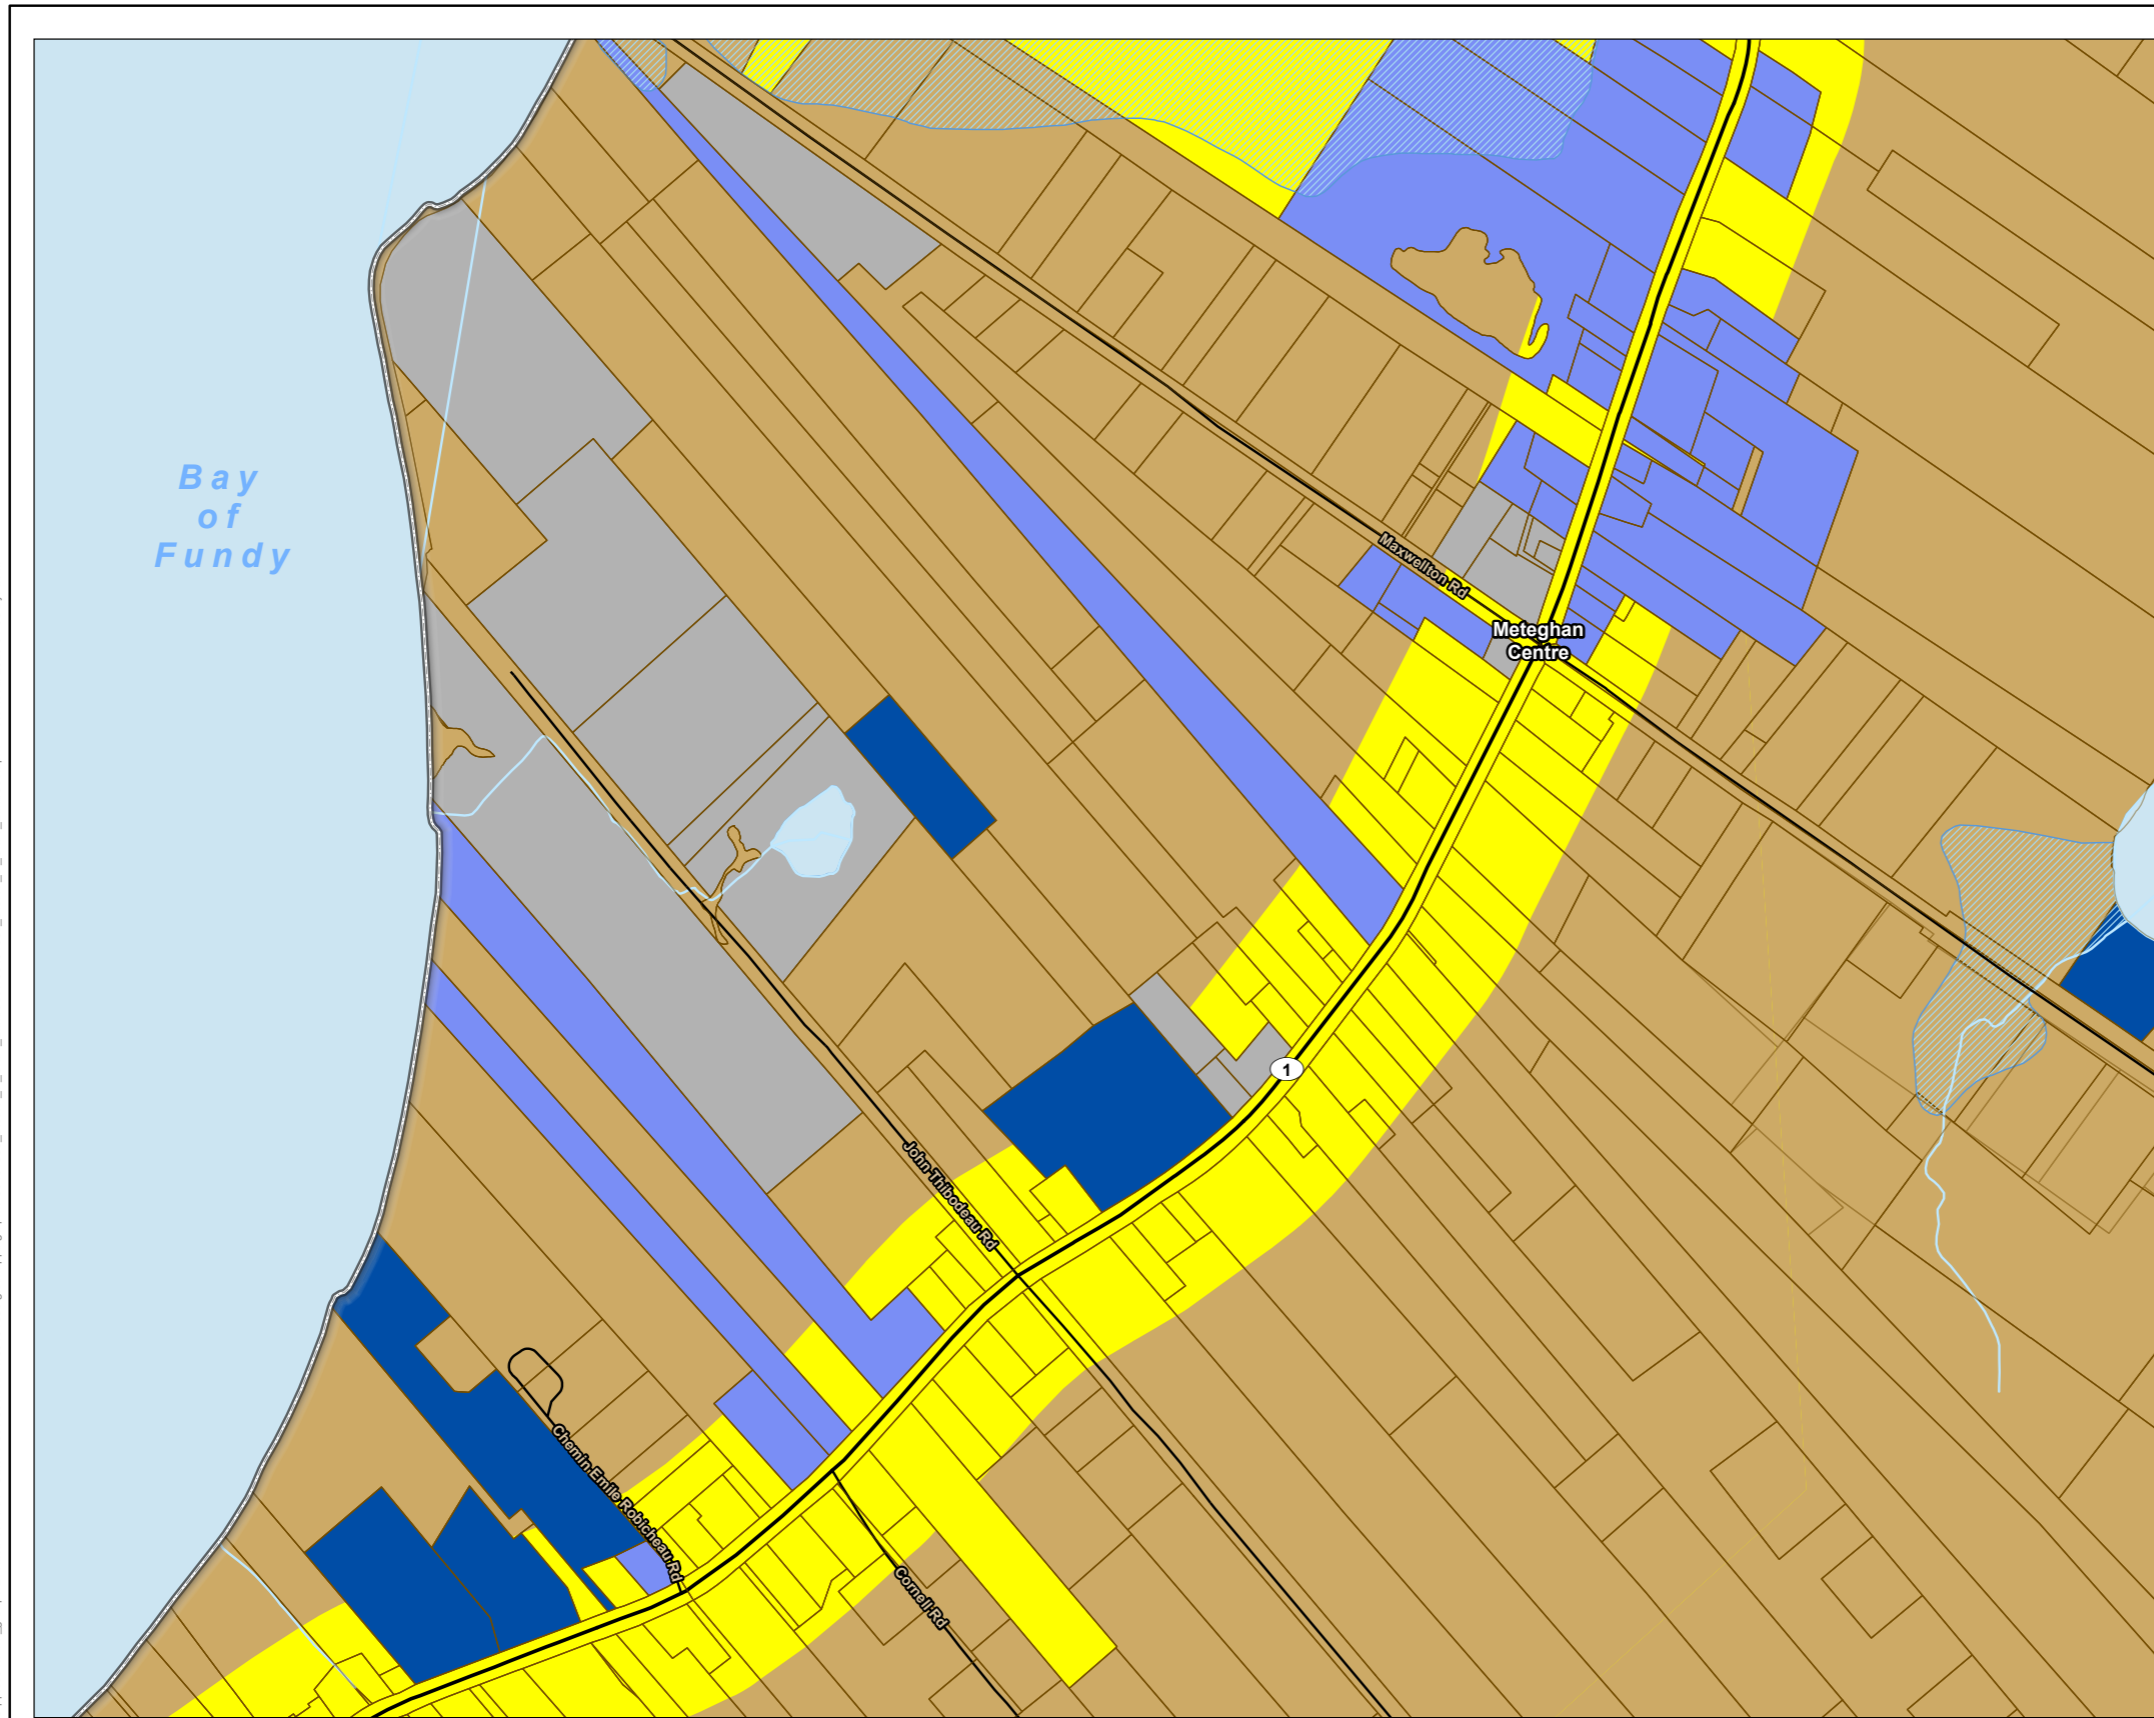 Bay
of
Fundy
Maxwellton Rd
Meteghan
Centre
1
John Thibodeau Rd
Chemin Emile Robicheau Rd
Cornell Rd